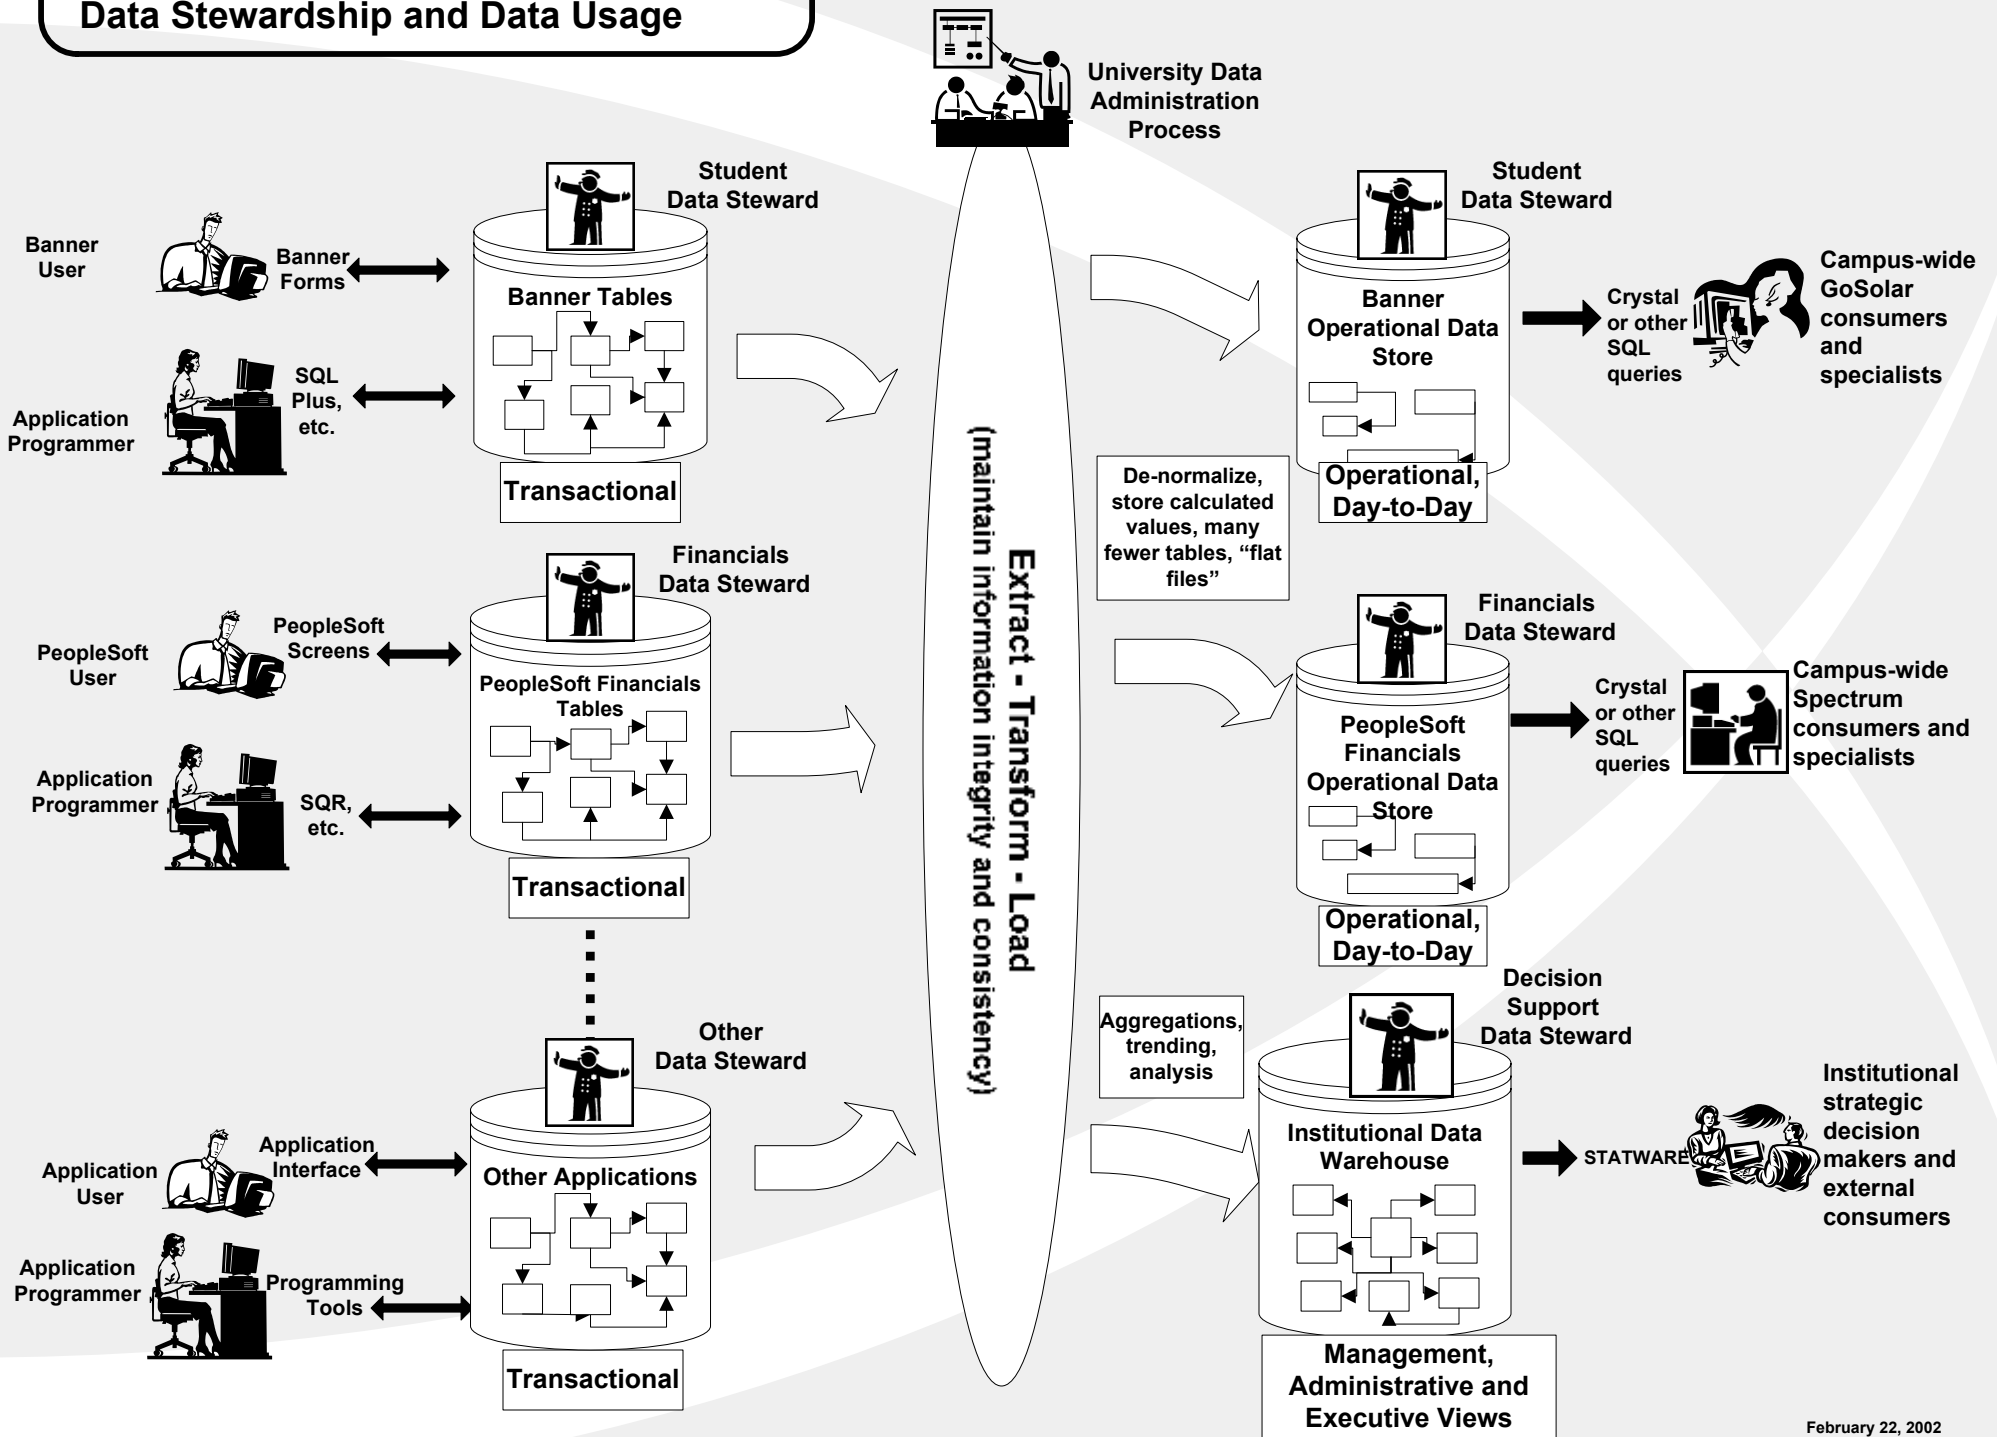 Data Stewardship and Data Usage
University Data
Administration
Process
Student
Data Steward
Banner
User
Banner
Forms
Banner Tables
Application
Programmer
SQL
Plus,
etc.
Transactional
Financials
Data Steward
PeopleSoft
User
PeopleSoft
Screens
PeopleSoft Financials
Tables
Application
Programmer
SQR,
etc.
Transactional
Other
Data Steward
Application
User
Application
Interface
Other Applications
Application
Programmer
Programming
Tools
Transactional
Extract - Transform - Load
(maintain information integrity and consistency)
De-normalize,
store calculated
values, many
fewer tables, “flat
files”
Aggregations,
trending,
analysis
Student
Data Steward
Banner
Operational Data
Store
Operational,
Day-to-Day
Crystal
or other
SQL
queries
Campus-wide
GoSolar
consumers
and
specialists
Financials
Data Steward
PeopleSoft
Financials
Operational Data
Store
Operational,
Day-to-Day
Crystal
or other
SQL
queries
Campus-wide
Spectrum
consumers and
specialists
Decision
Support
Data Steward
Institutional Data
Warehouse
STATWARE
Institutional
strategic
decision
makers and
external
consumers
Management,
Administrative and
Executive Views
February 22, 2002